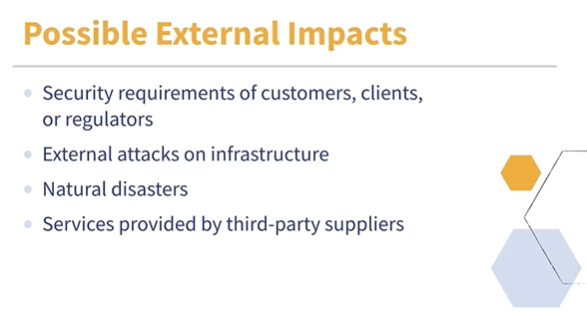 Possible External Impacts
Security requirements of customers, clients,
or regulators
External attacks on infrastructure
Natural disasters
Services provided by third-party suppliers